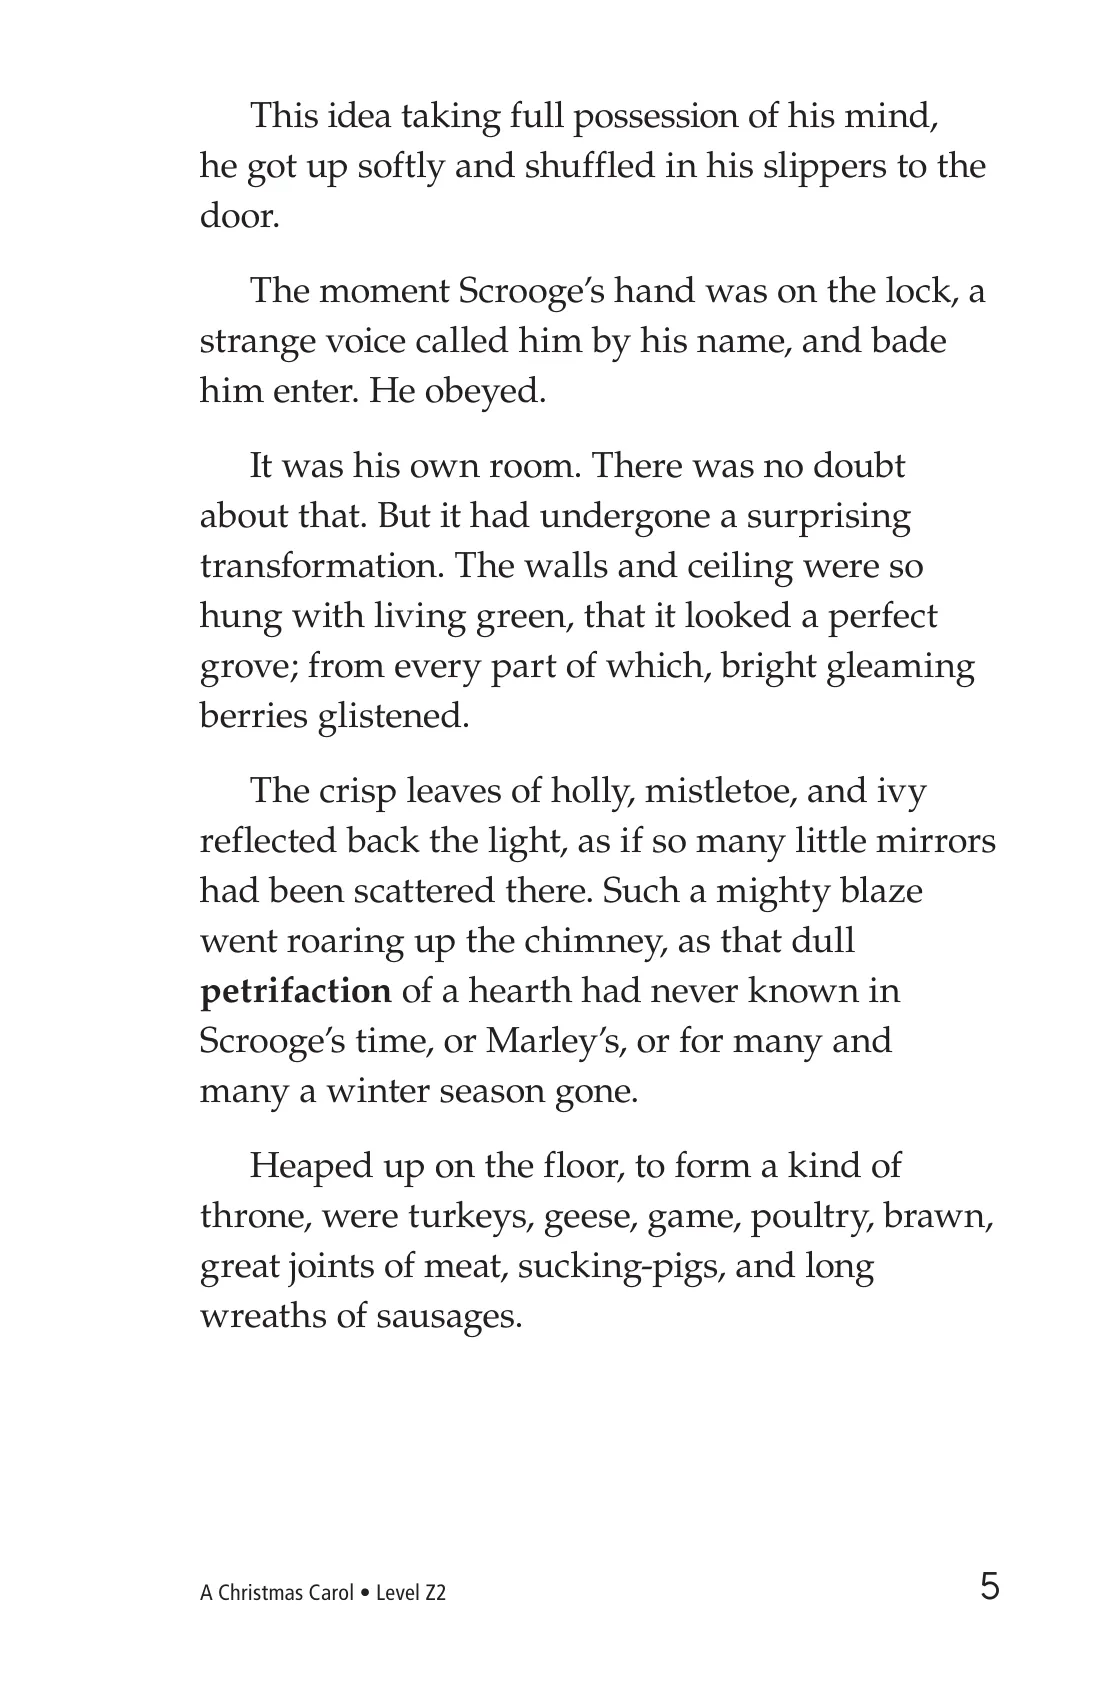 This idea taking full possession of his mind,
he got up softly and shuffled in his slippers to the
door.
The moment Scrooge’s hand was on the lock, a
strange voice called him by his name, and bade
him enter. He obeyed.
It was his own room. There was no doubt
about that. But it had undergone a surprising
transformation. The walls and ceiling were so
hung with living green, that it looked a perfect
grove; from every part of which, bright gleaming
berries glistened.
The crisp leaves of holly, mistletoe, and ivy
reflected back the light, as if so many little mirrors
had been scattered there. Such a mighty blaze
went roaring up the chimney, as that dull
petrifaction of a hearth had never known in
Scrooge’s time, or Marley’s, or for many and
many a winter season gone.
Heaped up on the floor, to form a kind of
throne, were turkeys, geese, game, poultry, brawn,
great joints of meat, sucking-pigs, and long
wreaths of sausages.
A Christmas Carol • Level Z2
5